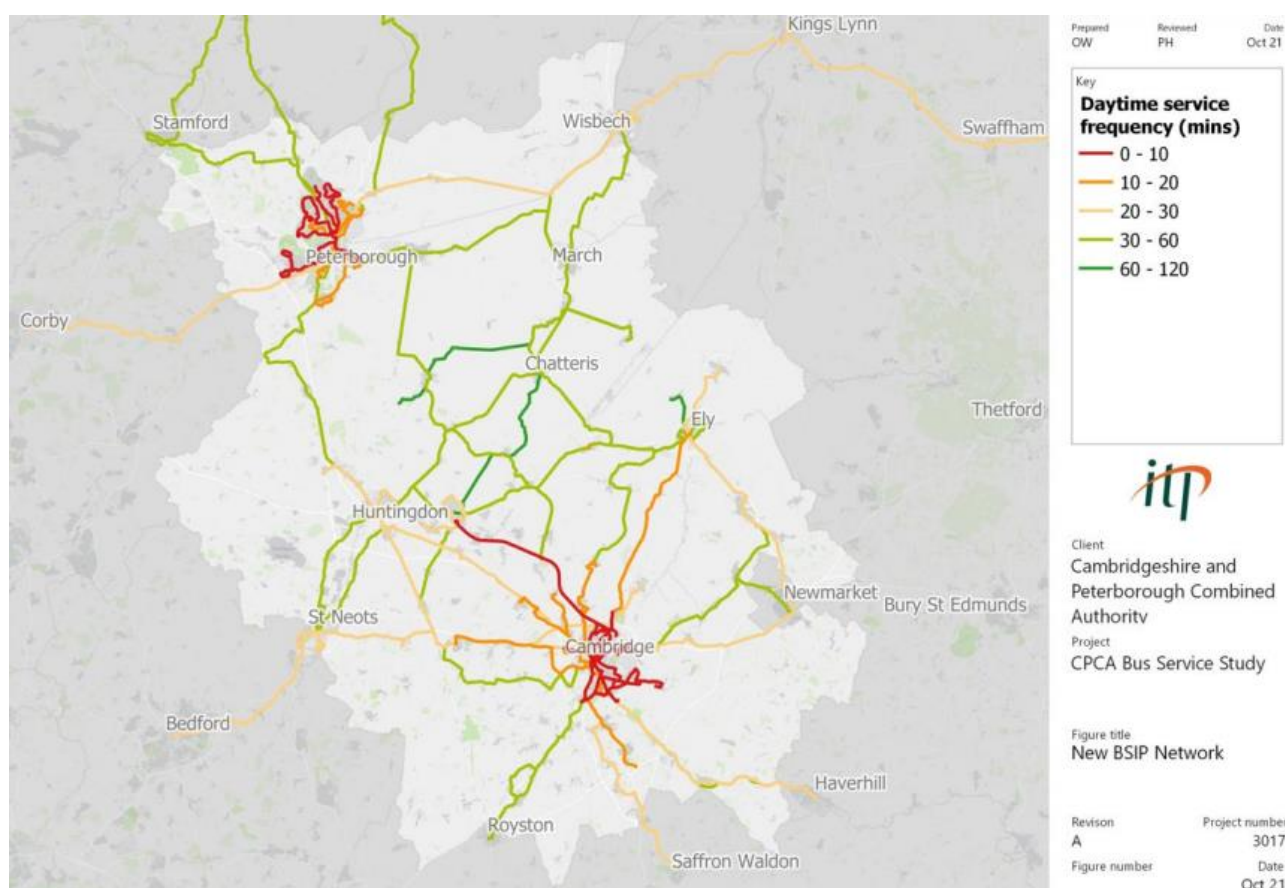 Kings Lynn
Stamford
Wisbech
Swaffham
Peterborough
March
Corby
Chatteris
Thetford
Ely
Huntingdon
Newmarket
Bury St Edmunds
St Neots
Cambridge
Bedford
Haverhill
Royston
Saffron Waldon
Prepared Reviewed Date
OW PH Oct 21
Key
Daytime service
frequency (mins)
0 - 10
10 - 20
20 - 30
30 - 60
60 - 120
itp
Client
Cambridgeshire and
Peterborough Combined
Authority
Project
CPCA Bus Service Study
Figure title
New BSIP Network
Revison Project number
A 3017
Figure number Date
Oct 21